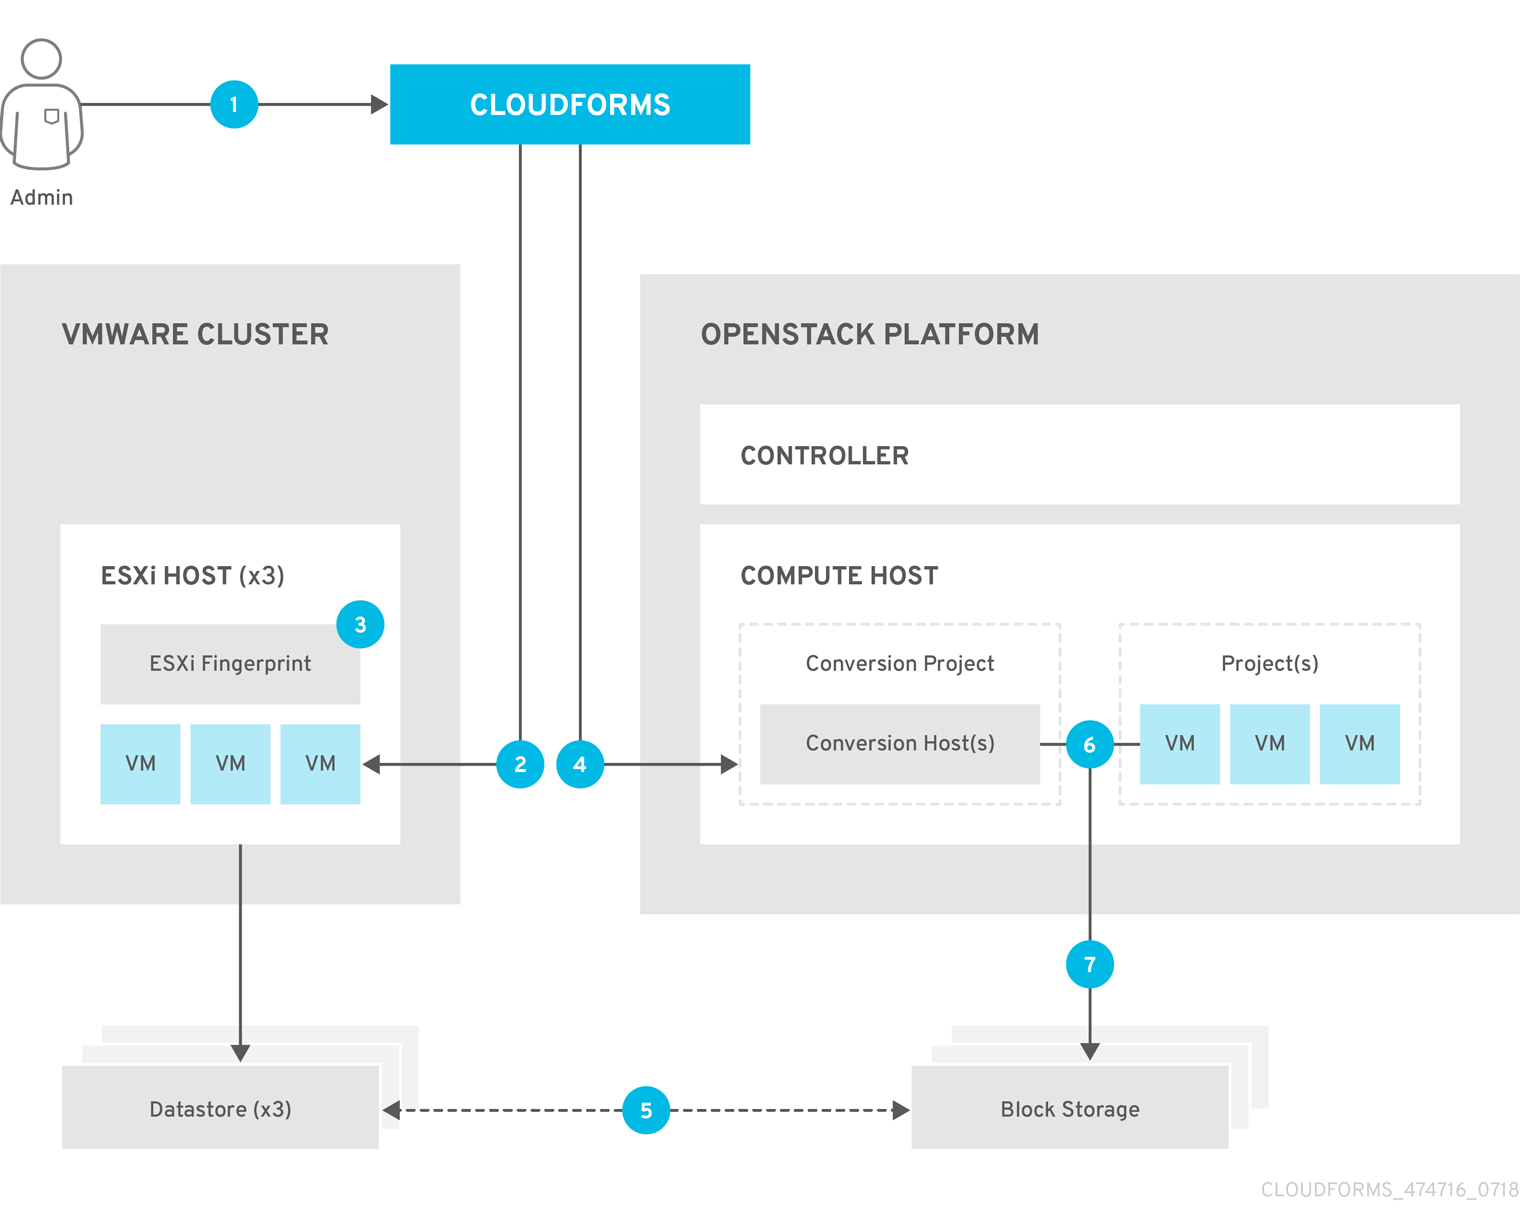 1
CLOUDFORMS
Admin
VMWARE CLUSTER
OPENSTACK PLATFORM
CONTROLLER
ESXi HOST (x3)
COMPUTE HOST
3
ESXi Fingerprint
Conversion Project
Project(s)
VM VM VM
2
4
Conversion Host(s)
6
VM VM VM
7
Datastore (x3)
5
Block Storage
CLOUDFORMS_474716_0718